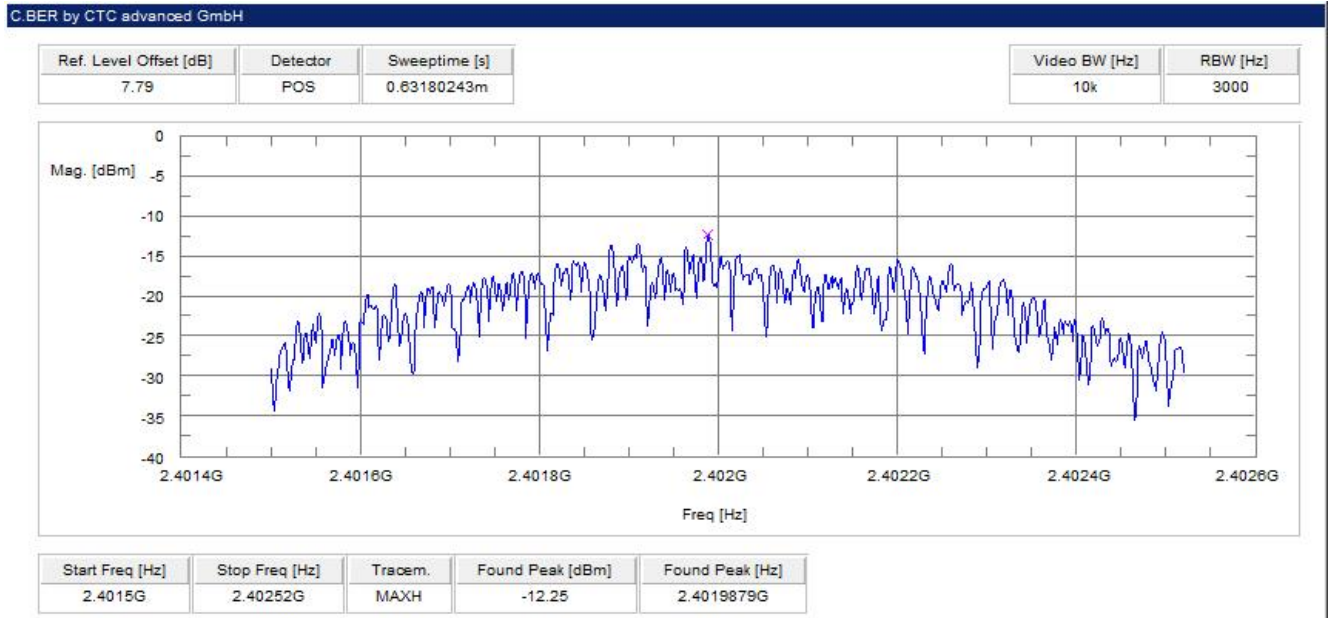 C.BER by CTC advanced GmbH
Ref. Level Offset [dB] Detector Sweeptime [s] Video BW [Hz] RBW [Hz]
7.79 POS 0.63180243m 10k 3000
0
Mag. [dBm] -5
-10
-15
-20
-25
-30
-35
-40
2.4014G 2.4016G 2.4018G 2.402G 2.4022G 2.4024G 2.4026G
Freq [Hz]
Start Freq [Hz] Stop Freq [Hz] Tracem. Found Peak [dBm] Found Peak [Hz]
2.4015G 2.40252G MAXH -12.25 2.4019879G